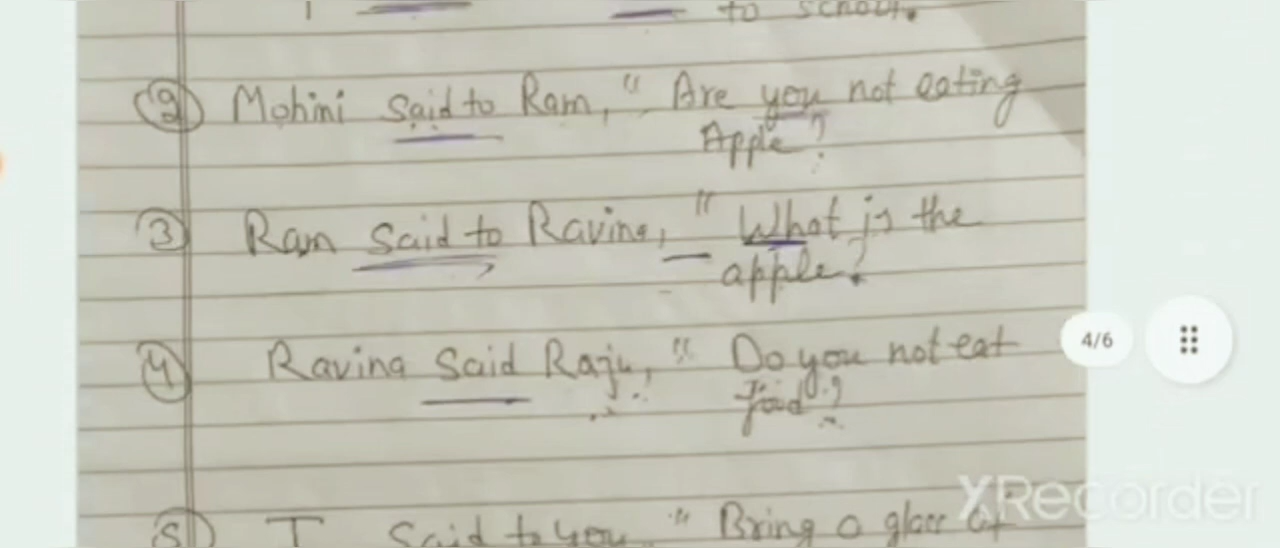 to school.
② Mohini Said to Ram, " Are you not eating
Apple?
③ Ram Said to Ravina, " What is the
apple?
④ Ravina Said Raju, " Do you not eat
food?
4/6
I Said to you " Bring a glass of
XRecorder